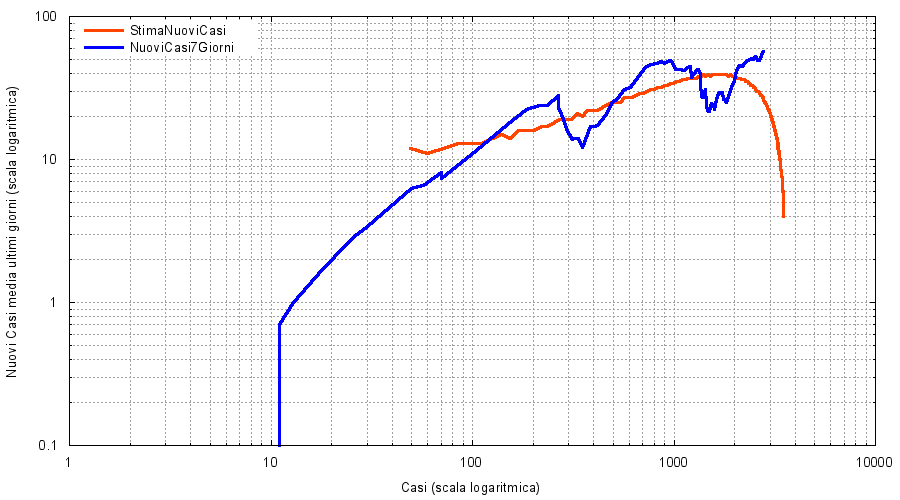 StimaNuoviCasi
NuoviCasi7Giorni
Nuovi Casi media ultimi giorni (scala logaritmica)
100
10
1
0.1
1
10
100
1000
10000
Casi (scala logaritmica)